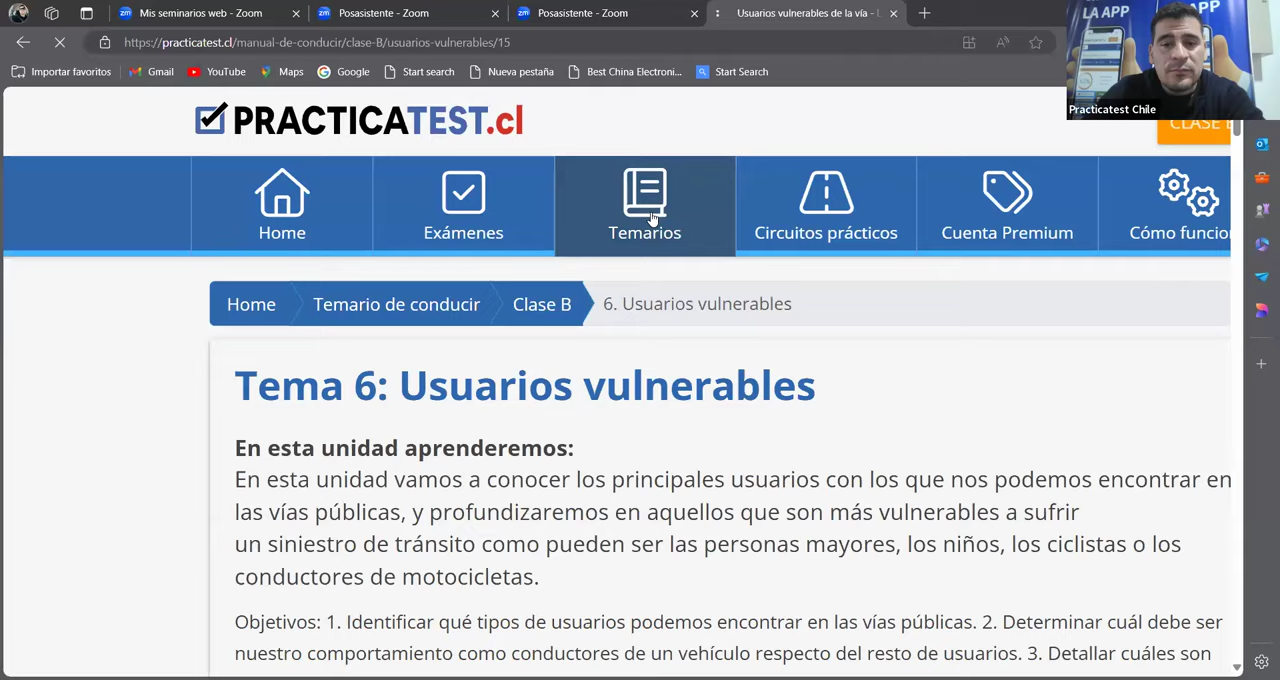 Mis seminarios web - Zoom
Posasistente - Zoom
Posasistente - Zoom
Usuarios vulnerables de la vía - L
https://practicatest.cl/manual-de-conducir/clase-B/usuarios-vulnerables/15
Importar favoritos
Gmail
YouTube
Maps
Google
Start search
Nueva pestaña
Best China Electroni...
Start Search
LA APP
Practicatest Chile
PRACTICATEST.cl
CLASE B
Home
Exámenes
Temarios
Circuitos prácticos
Cuenta Premium
Cómo funcio
Home
Temario de conducir
Clase B
6. Usuarios vulnerables
Tema 6: Usuarios vulnerables
En esta unidad aprenderemos:
En esta unidad vamos a conocer los principales usuarios con los que nos podemos encontrar en
las vías públicas, y profundizaremos en aquellos que son más vulnerables a sufrir
un siniestro de tránsito como pueden ser las personas mayores, los niños, los ciclistas o los
conductores de motocicletas.
Objetivos: 1. Identificar qué tipos de usuarios podemos encontrar en las vías públicas. 2. Determinar cuál debe ser
nuestro comportamiento como conductores de un vehículo respecto del resto de usuarios. 3. Detallar cuáles son